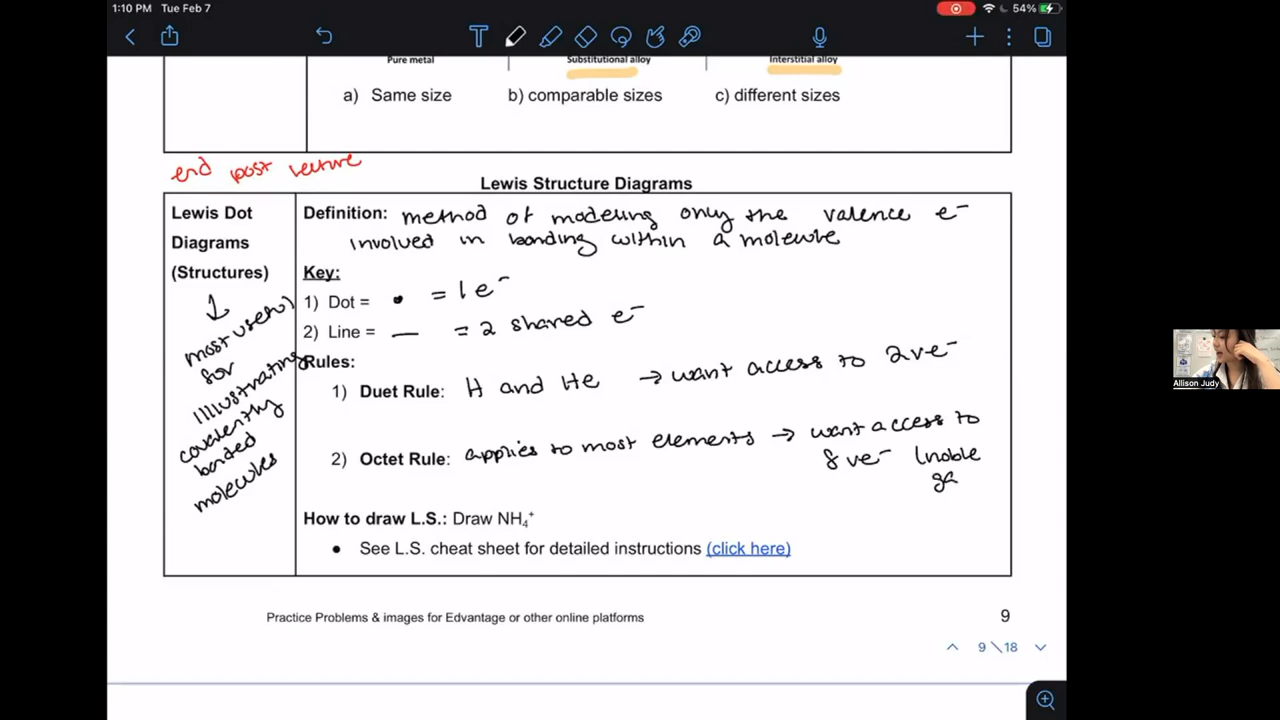 1:10 PM Tue Feb 7
54%
Pure metal
Substitutional alloy
Interstitial alloy
a) Same size
b) comparable sizes
c) different sizes
end post lecture
Lewis Structure Diagrams
Lewis Dot
Diagrams
(Structures)
↓
most useful
for
illustrating
covalently
bonded
molecules
Definition: method of modeling only the valence e⁻
involved in bonding within a molecule
Key:
1) Dot = • = 1 e⁻
2) Line = — = 2 shared e⁻
Rules:
1) Duet Rule: H and He → want access to 2ve⁻
2) Octet Rule: applies to most elements → want access to
8 ve⁻ (noble
ga
How to draw L.S.: Draw NH₄⁺
● See L.S. cheat sheet for detailed instructions (click here)
Practice Problems & images for Edvantage or other online platforms
9
9 \ 18
Allison Judy